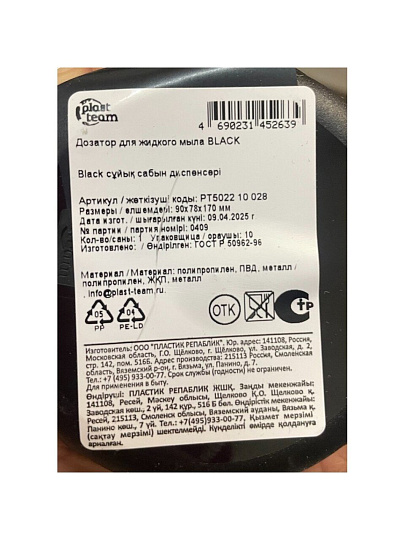 plast
team
4 690231 452639
Дозатор для жидкого мыла BLACK
Black сұйық сабын диспенсері
Артикул / жөткізуші коды: PT5022 10 028
Размеры / өлшемдері: 90х78х170 мм
Дата изгот. / шығарылған күні: 09.04.2025 г
№ партии / партия нөмірі: 0409
Кол-во/саны: 1 Упаковщица / ораушы: 10
Изготовлено: / Өндірілген: ГОСТ Р 50962-96
Материал / Материал: полипропилен, ПВД, металл /
полипропилен, ЖҚП, металл
, info@plast-team.ru
05
PP
04
PE-LD
ОТК
Изготовитель: ООО "ПЛАСТИК РЕПАБЛИК", Юр. адрес: 141108, Россия,
Московская область, Г.О. Щёлково, г. Щёлково, ул. Заводская, д. 2,
стр. 142, пом. 516Б. Адрес производства: 215113 Россия, Смоленская
область, Вяземский р-он, г. Вязьма, ул. Панино, д. 7.
Тел.:+7 (495) 933-00-77. Срок службы (годности) не ограничен.
Для применения в быту.
Өндіруші: ПЛАСТИК РЕПАБЛИК ЖШҚ. Заңды мекенжайы:
141108, Ресей, Мәскеу облысы, Щелково Қ.О. Щелково қ.
Заводская көш., 2 үй, 142 құр., 516 Б бөл. Өндірістік мекенжайы:
215113, Ресей, Смоленск облысы, Вязьма ауданы, Вязьма қ.
Панино көш., 7 үй. Тел.:+7(495)933-00-77, Қызмет мерзімі
(сақтау мерзімі) шектелмейді. Күнделікті өмірде қолдануға
арналған.